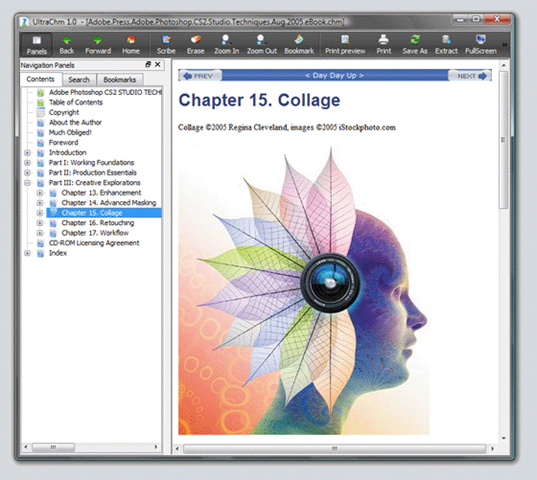 UltraChm 1.0 - [Adobe.Press.Adobe.Photoshop.CS2.Studio.Techniques.Aug 2005.eBook.chm]
Panels Back Forward Home Scribe Erase Zoom In Zoom Out Bookmark Print preview Print Save As Extract FullScreen
Navigation Panels
Contents Search Bookmarks
Adobe Photoshop CS2 STUDIO TECH
Table of Contents
Copyright
About the Author
Much Obliged!
Foreword
Introduction
Part I: Working Foundations
Part II: Production Essentials
Part III: Creative Explorations
Chapter 13. Enhancement
Chapter 14. Advanced Masking
Chapter 15. Collage
Chapter 16. Retouching
Chapter 17. Workflow
CD-ROM Licensing Agreement
Index
PREV < Day Day Up > NEXT
Chapter 15. Collage
Collage ©2005 Regina Cleveland, images ©2005 iStockphoto.com